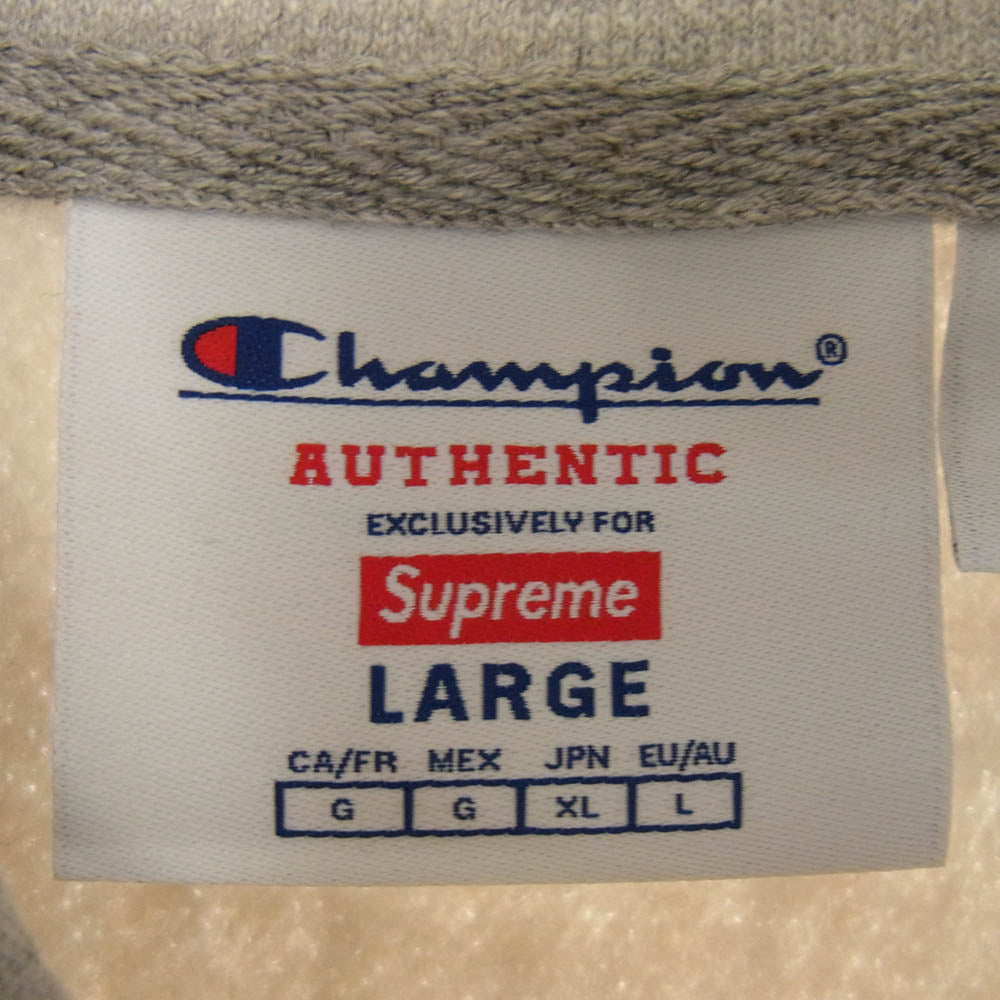 Champion®
AUTHENTIC
EXCLUSIVELY FOR
Supreme
LARGE
CA/FR MEX JPN EU/AU
G G XL L